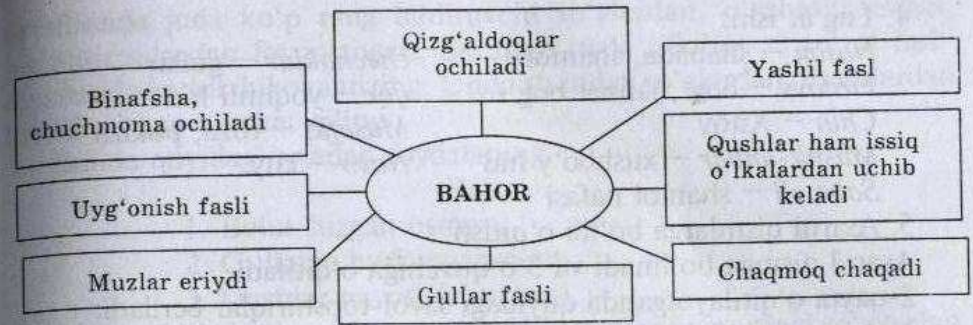 Qizg‘aldoqlar
ochiladi
Yashil fasl
Binafsha,
chuchmoma ochiladi
Qushlar ham issiq
o‘lkalardan uchib
keladi
BAHOR
Uyg‘onish fasli
Muzlar eriydi
Gullar fasli
Chaqmoq chaqadi